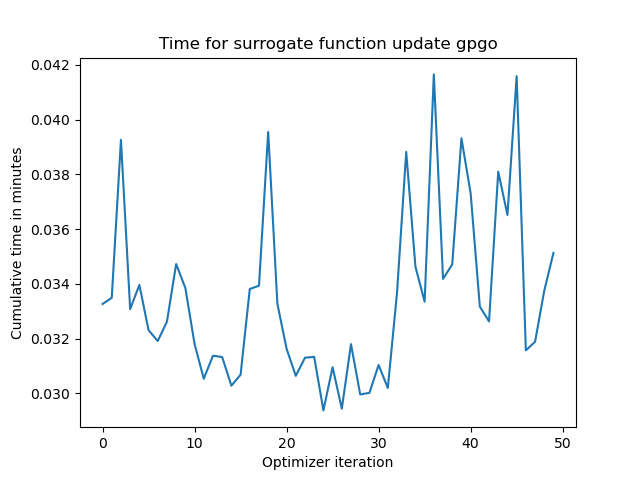 Time for surrogate function update gpgo
0.042
0.040
0.038
0.036
0.034
0.032
0.030
Cumulative time in minutes
0 10 20 30 40 50
Optimizer iteration